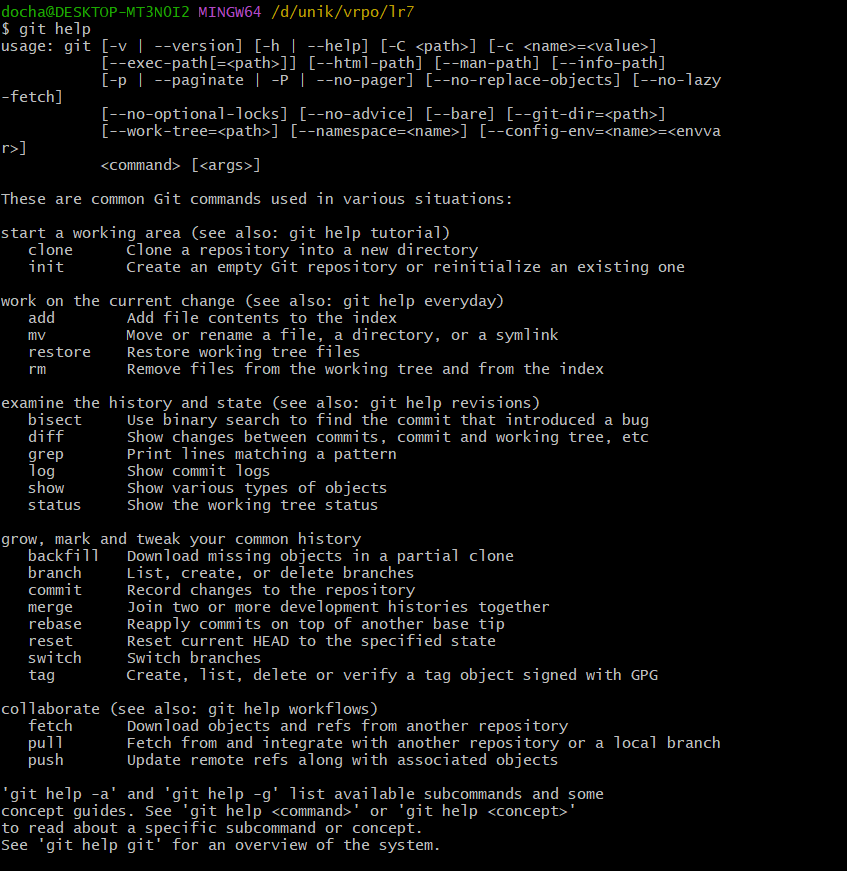 docha@DESKTOP-MT3NOI2 MINGW64 /d/unik/vrpo/lr7
$ git help
usage: git [-v | --version] [-h | --help] [-C <path>] [-c <name>=<value>]
           [--exec-path[=<path>]] [--html-path] [--man-path] [--info-path]
           [-p | --paginate | -P | --no-pager] [--no-replace-objects] [--no-lazy
-fetch]
           [--no-optional-locks] [--no-advice] [--bare] [--git-dir=<path>]
           [--work-tree=<path>] [--namespace=<name>] [--config-env=<name>=<envva
r>]
           <command> [<args>]

These are common Git commands used in various situations:

start a working area (see also: git help tutorial)
   clone      Clone a repository into a new directory
   init       Create an empty Git repository or reinitialize an existing one

work on the current change (see also: git help everyday)
   add        Add file contents to the index
   mv         Move or rename a file, a directory, or a symlink
   restore    Restore working tree files
   rm         Remove files from the working tree and from the index

examine the history and state (see also: git help revisions)
   bisect     Use binary search to find the commit that introduced a bug
   diff       Show changes between commits, commit and working tree, etc
   grep       Print lines matching a pattern
   log        Show commit logs
   show       Show various types of objects
   status     Show the working tree status

grow, mark and tweak your common history
   backfill   Download missing objects in a partial clone
   branch     List, create, or delete branches
   commit     Record changes to the repository
   merge      Join two or more development histories together
   rebase     Reapply commits on top of another base tip
   reset      Reset current HEAD to the specified state
   switch     Switch branches
   tag        Create, list, delete or verify a tag object signed with GPG

collaborate (see also: git help workflows)
   fetch      Download objects and refs from another repository
   pull       Fetch from and integrate with another repository or a local branch
   push       Update remote refs along with associated objects

'git help -a' and 'git help -g' list available subcommands and some
concept guides. See 'git help <command>' or 'git help <concept>'
to read about a specific subcommand or concept.
See 'git help git' for an overview of the system.